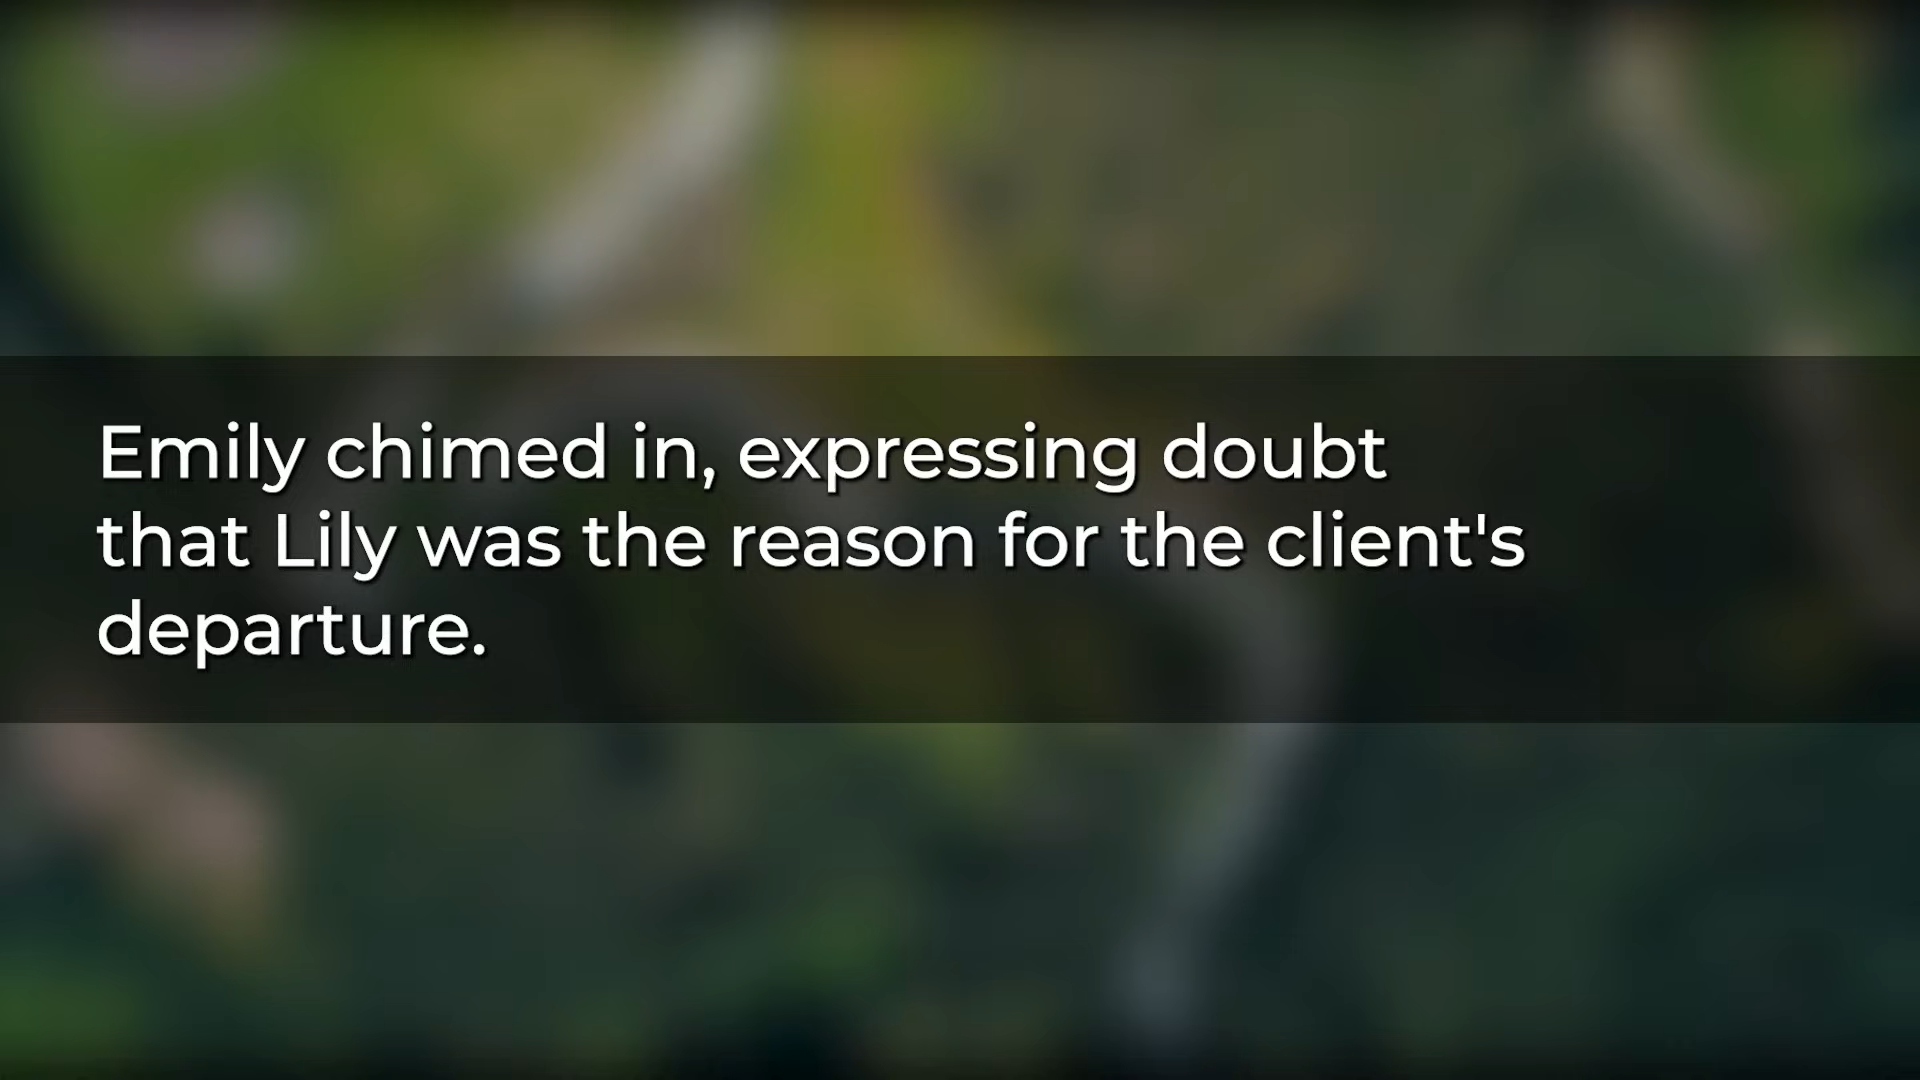 Emily chimed in, expressing doubt
that Lily was the reason for the client's
departure.